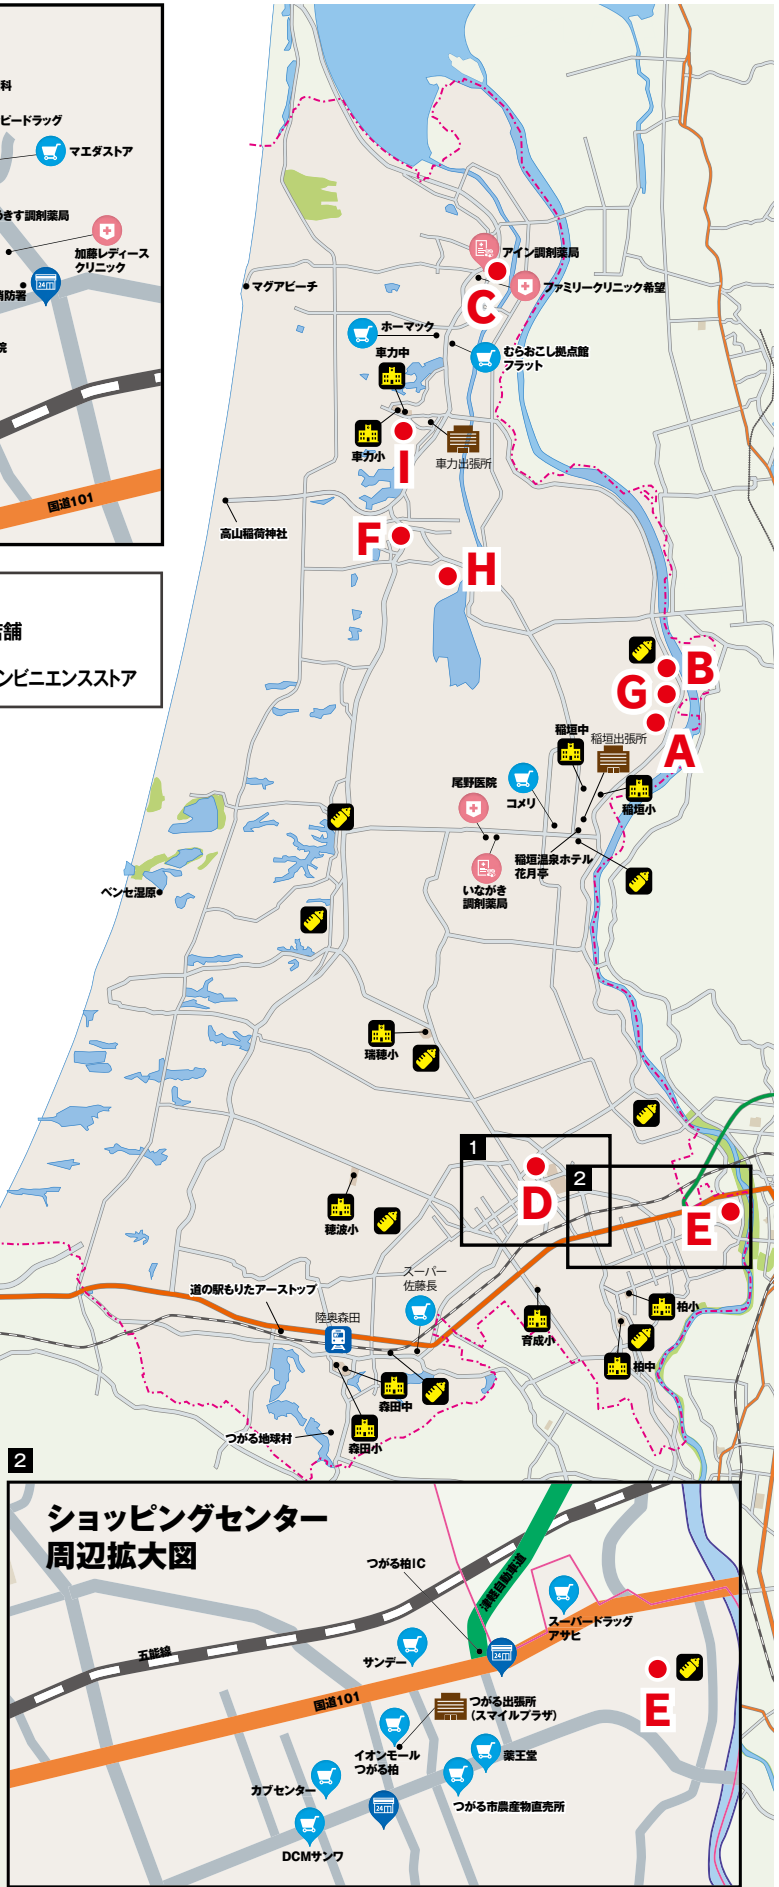 科
ビードラッグ
マエダストア
きす調剤薬局
加藤レディース
クリニック
消防署
24H
院
国道101
店舗
ンビニエンスストア
アイン調剤薬局
C
ファミリークリニック希望
マグアビーチ
ホーマック
むらおこし拠点館
フラット
車力中
車力小
I
車力出張所
高山稲荷神社
F
H
B
G
A
稲垣中
稲垣出張所
稲垣小
尾野医院
コメリ
稲垣温泉ホテル
花月亭
いながき
調剤薬局
ベンセ湿原
瑞穂小
1
D
2
E
穂波小
道の駅もりたアーストップ
スーパー
佐藤長
陸奥森田
育成小
柏小
柏中
森田中
森田小
つがる地球村
2
ショッピングセンター
周辺拡大図
つがる柏IC
津軽自動車道
スーパードラッグ
アサヒ
五能線
サンデー
24H
国道101
E
つがる出張所
(スマイルプラザ)
イオンモール
つがる柏
薬王堂
カブセンター
つがる市農産物直売所
24H
DCMサンワ